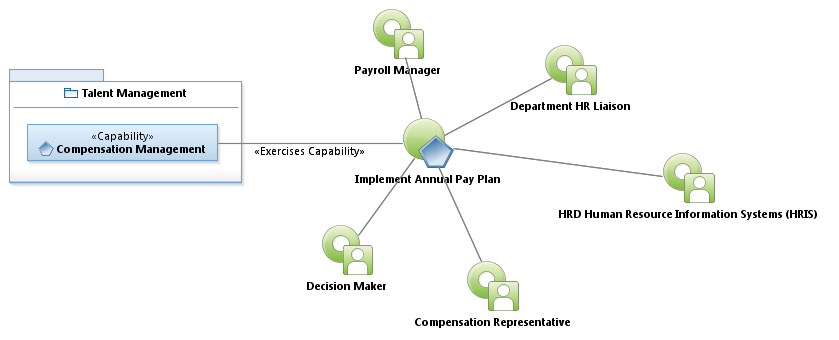 Payroll Manager
Talent Management
Department HR Liaison
«Capability»
Compensation Management
«Exercises Capability»
Implement Annual Pay Plan
HRD Human Resource Information Systems (HRIS)
Decision Maker
Compensation Representative